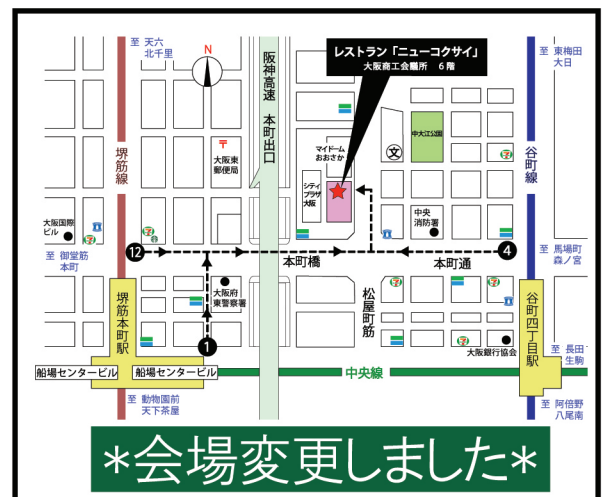 至 天六
北千里
N
阪神高速 本町出口
レストラン「ニューコクサイ」
大阪商工会議所 6階
至 東梅田
大日
堺筋線
〒
大阪東
郵便局
マイドーム
おおさか
文
中大江公園
谷町線
シティ
プラザ
大阪
大阪国際
ビル
中央
消防署
至 御堂筋
本町
12
本町橋
本町通
4
至 馬場町
森ノ宮
大阪府
東警察署
松屋町筋
堺筋本町駅
谷町四丁目駅
1
大阪銀行協会
至 長田
生駒
船場センタービル
船場センタービル
中央線
至 動物園前
天下茶屋
至 阿倍野
八尾南
*会場変更しました*